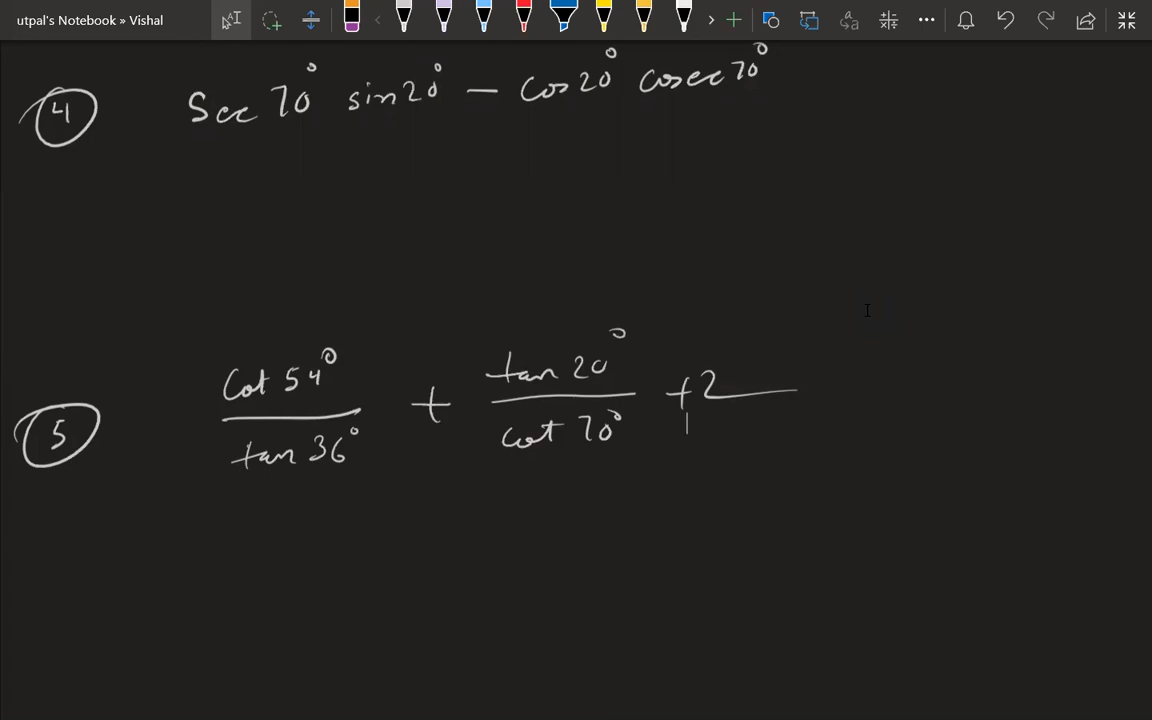 utpal's Notebook » Vishal
4 Sec 70° sin 20° − cos 20° cosec 70°
5 Cot 54° / tan 36° + tan 20° / cot 70° + 2